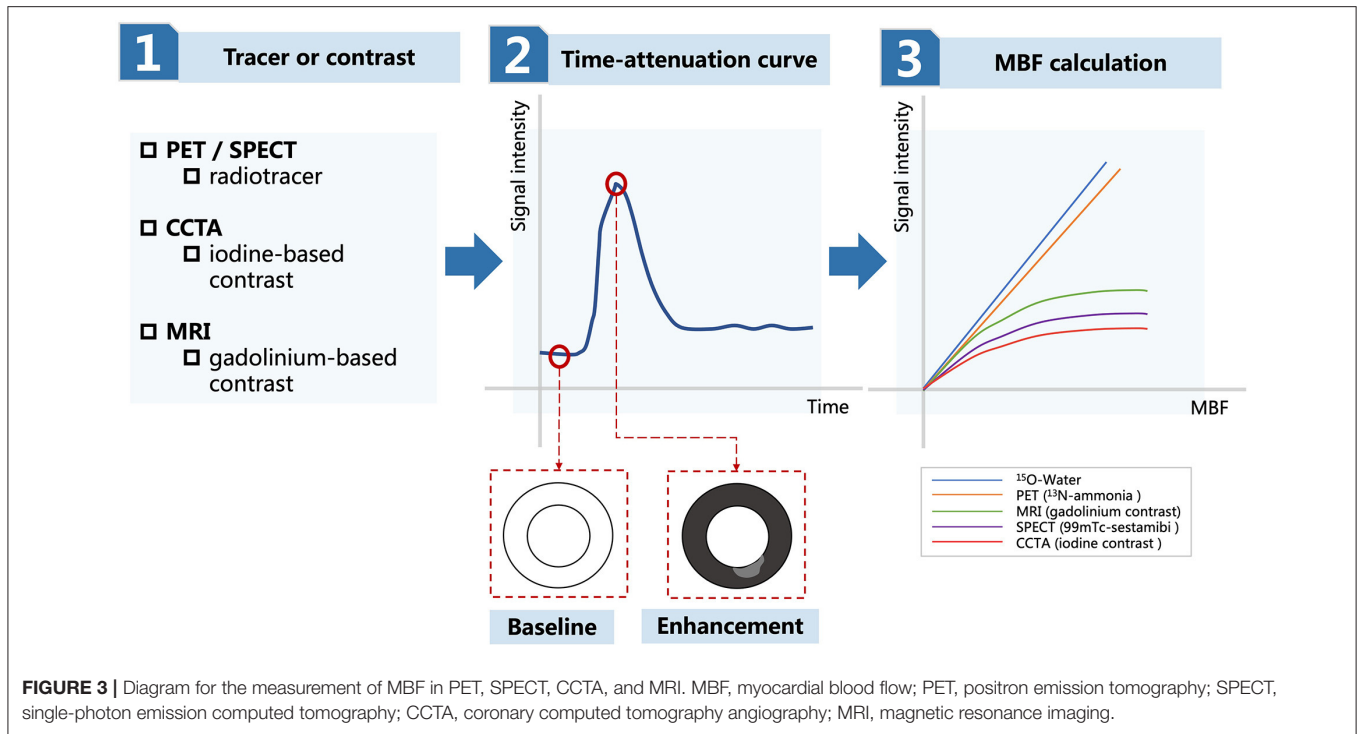 1 Tracer or contrast
PET / SPECT
radiotracer
CCTA
iodine-based
contrast
MRI
gadolinium-based
contrast
2 Time-attenuation curve
Signal intensity
Time
Baseline
Enhancement
3 MBF calculation
Signal intensity
MBF
¹⁵O-Water
PET (¹³N-ammonia )
MRI (gadolinium contrast)
SPECT (99mTc-sestamibi )
CCTA (iodine contrast )
FIGURE 3 | Diagram for the measurement of MBF in PET, SPECT, CCTA, and MRI. MBF, myocardial blood flow; PET, positron emission tomography; SPECT,
single-photon emission computed tomography; CCTA, coronary computed tomography angiography; MRI, magnetic resonance imaging.